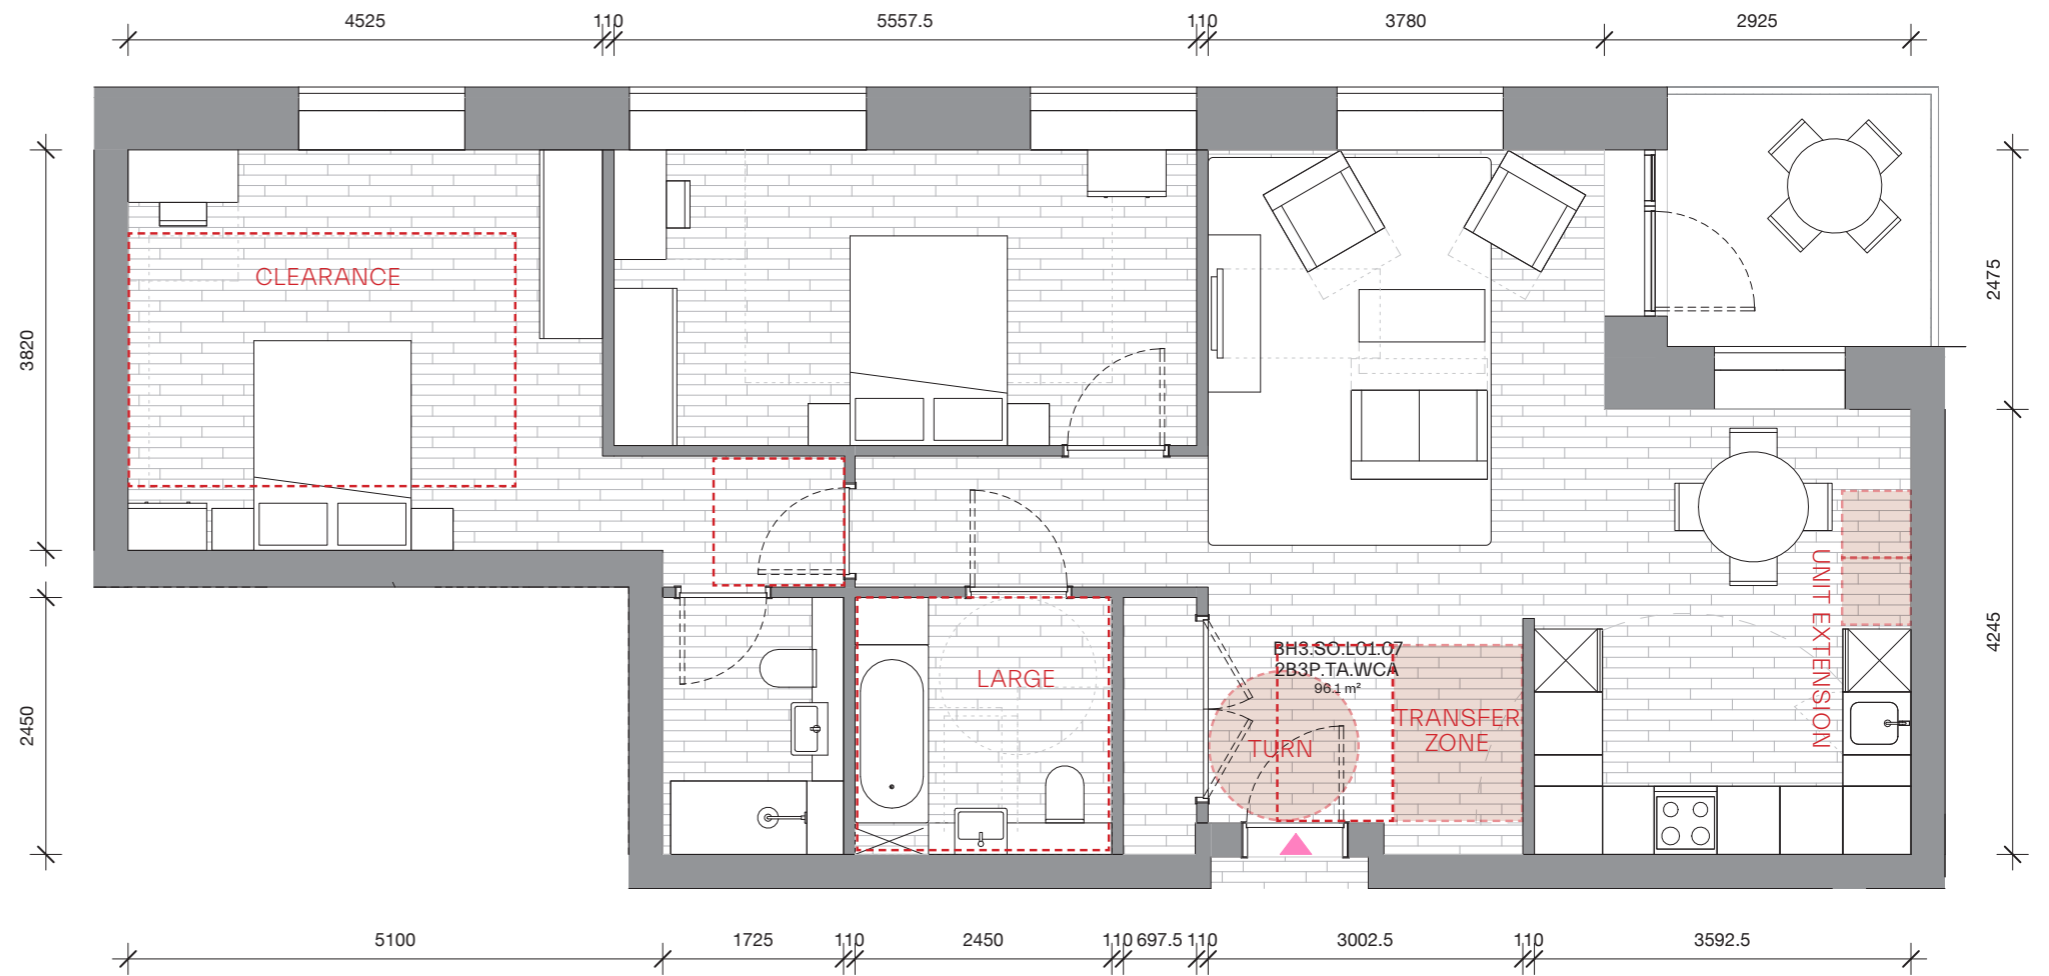 4525
110
5557.5
110
3780
2925
CLEARANCE
3820
2475
UNIT EXTENSION
BH3.SO.L01.07
2B3P.TA.WCA
96.1 m²
LARGE
TURN
TRANSFER
ZONE
2450
4245
5100
1725
110
2450
110
697.5
110
3002.5
110
3592.5